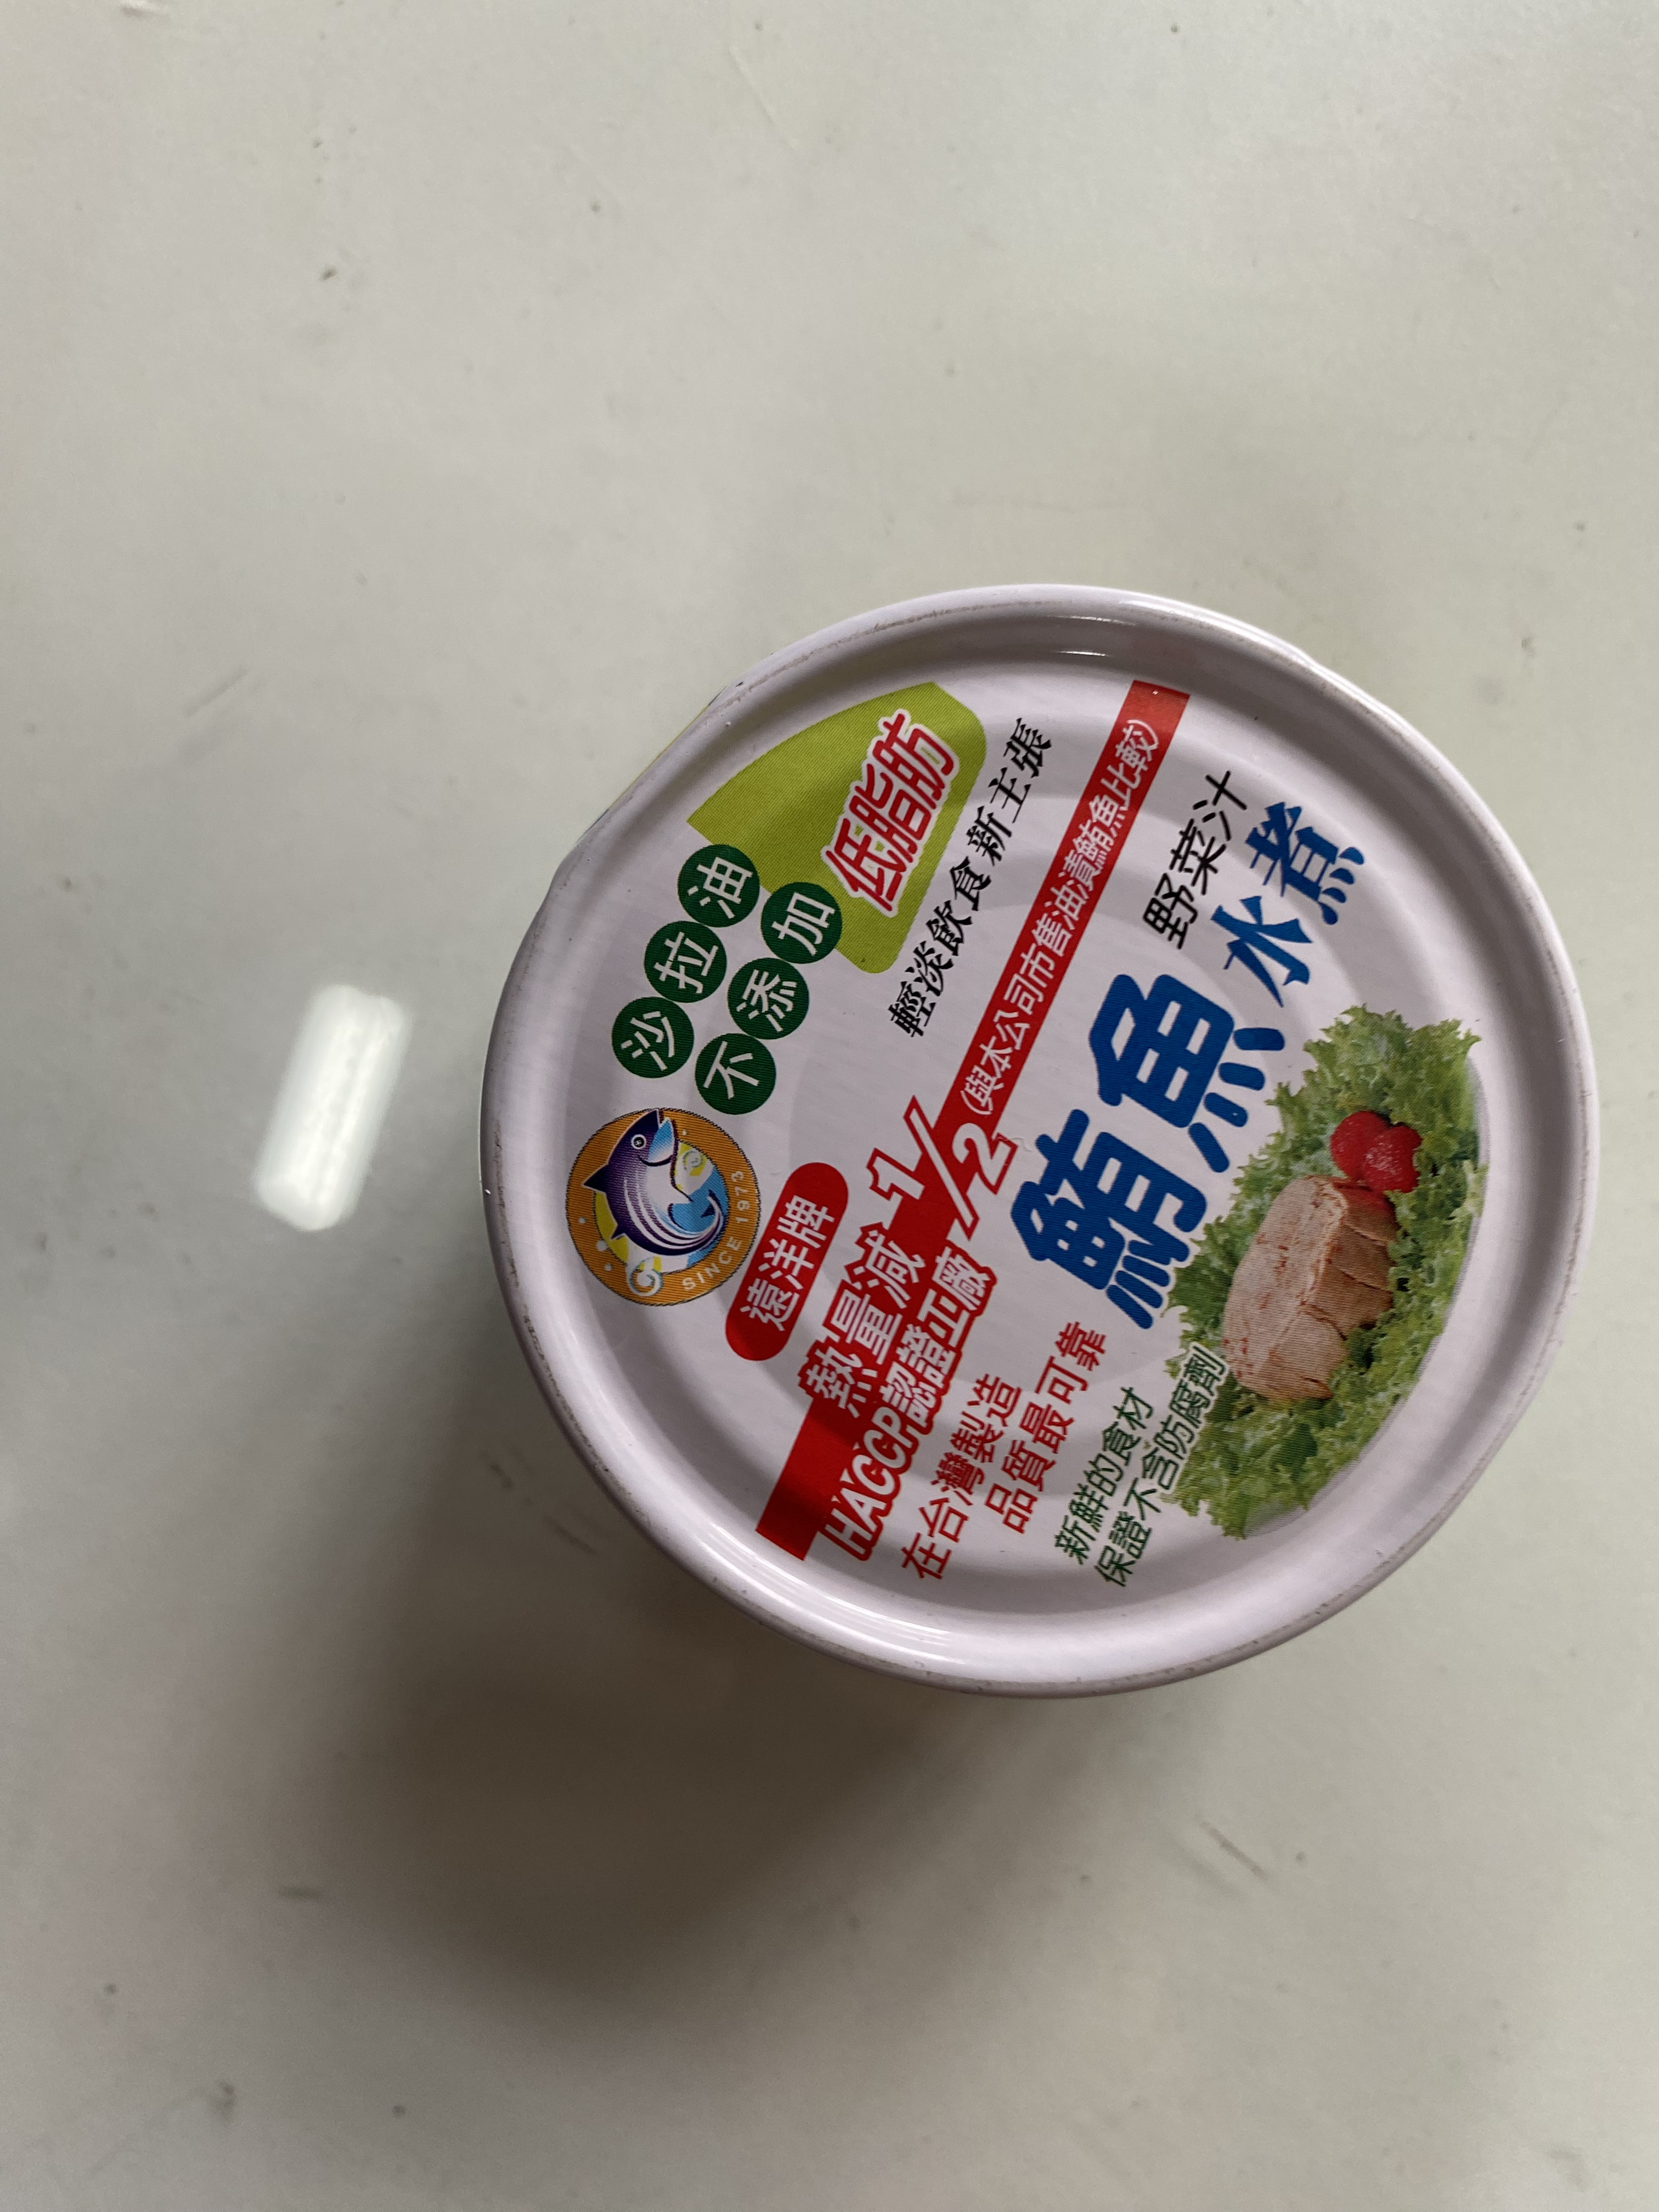 沙拉油
不添加
低脂肪
SINCE 1973
遠洋牌
輕淡飲食新主張
熱量減1/2(與本公司市售油漬鮪魚比較)
HACCP認證工廠
在台灣製造
品質最可靠
野菜汁
鮪魚水煮
新鮮的食材
保證不含防腐劑